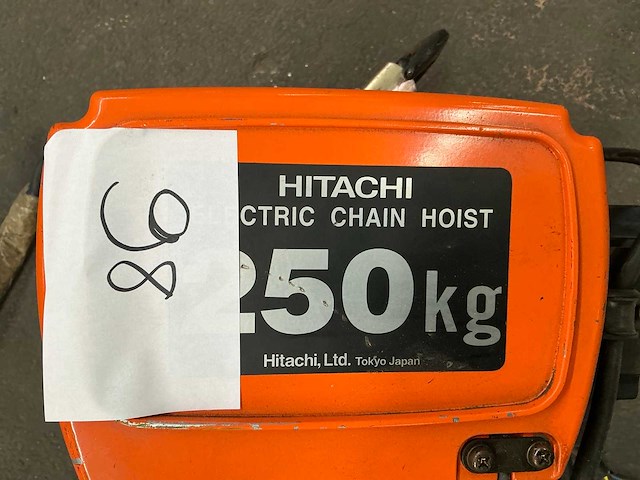 HITACHI
CTRIC CHAIN HOIST
250kg
Hitachi, Ltd. Tokyo Japan